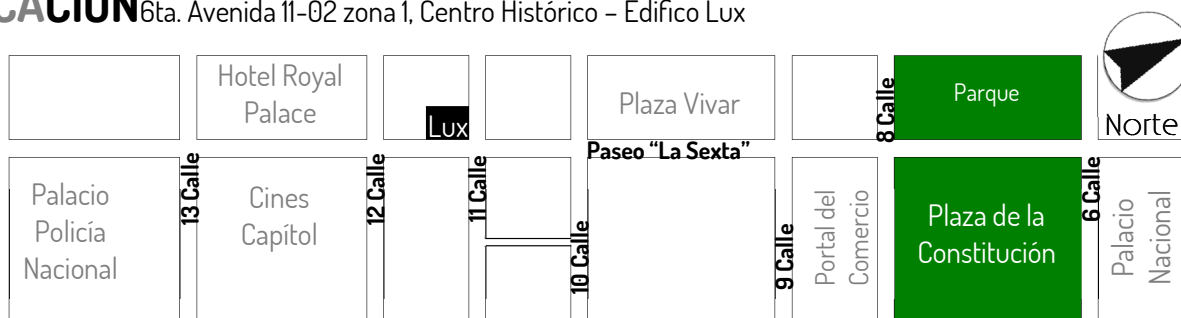 CACIÓN 6ta. Avenida 11-02 zona 1, Centro Histórico – Edifico Lux
Hotel Royal
Palace
Lux
Plaza Vivar
8 Calle
Parque
Norte
Paseo “La Sexta”
Palacio
Policía
Nacional
13 Calle
Cines
Capítol
12 Calle
11 Calle
10 Calle
9 Calle
Portal del
Comercio
Plaza de la
Constitución
6 Calle
Palacio
Nacional